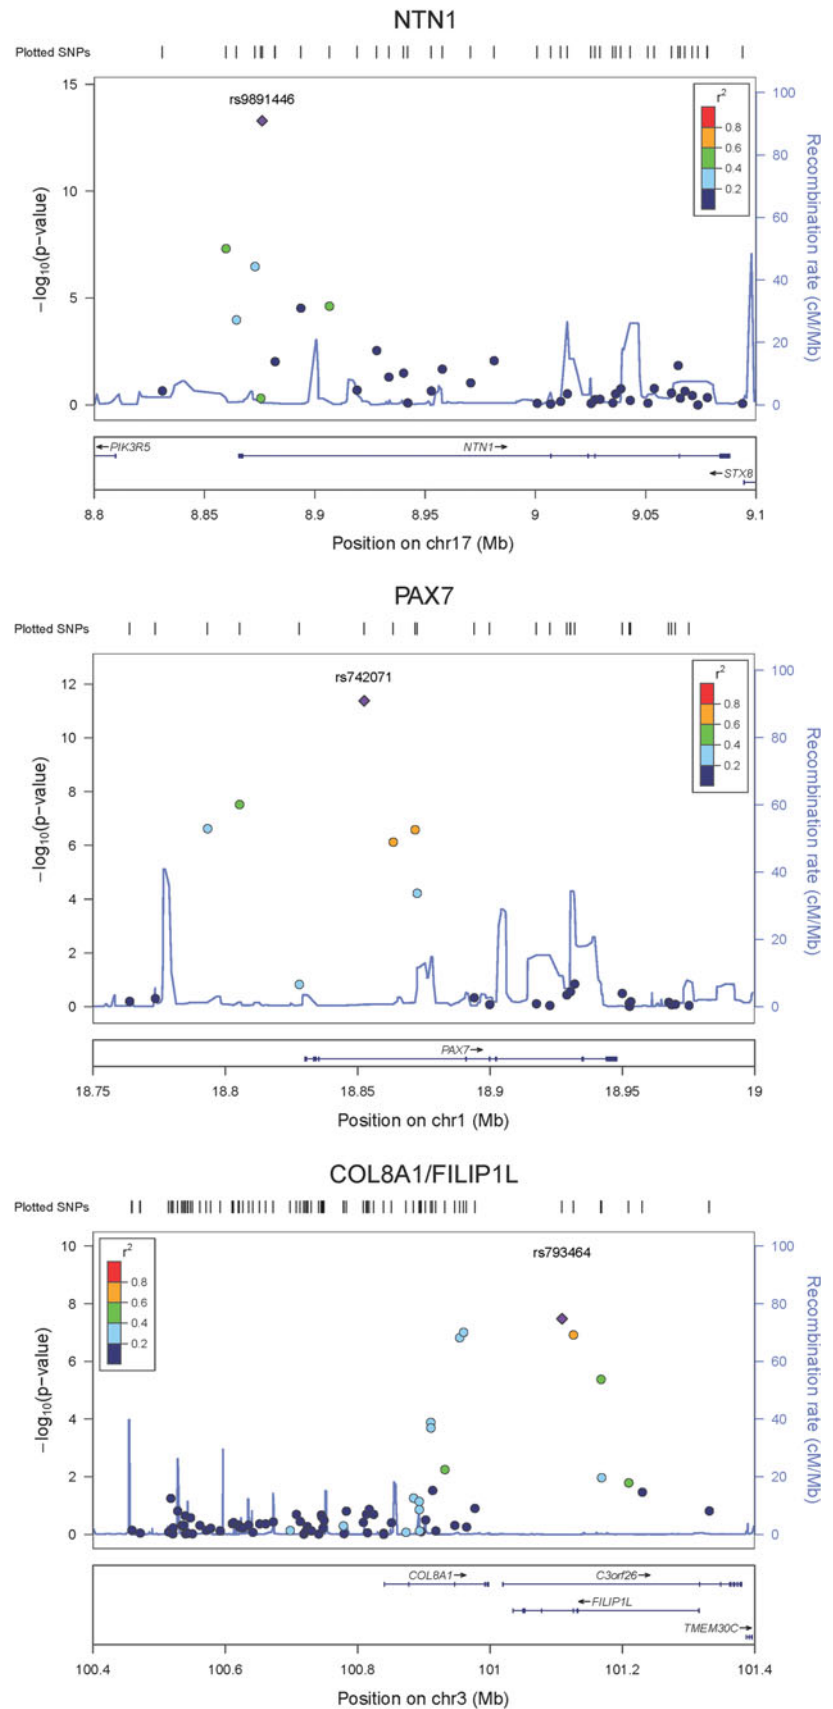 NTN1
Plotted SNPs
15
10
5
0
−log10(p−value)
rs9891446
r2
0.8
0.6
0.4
0.2
100
80
60
40
20
0
Recombination rate (cM/Mb)
←PIK3R5
NTN1→
←STX8
8.8 8.85 8.9 8.95 9 9.05 9.1
Position on chr17 (Mb)
PAX7
Plotted SNPs
12
10
8
6
4
2
0
−log10(p−value)
rs742071
r2
0.8
0.6
0.4
0.2
100
80
60
40
20
0
Recombination rate (cM/Mb)
PAX7→
18.75 18.8 18.85 18.9 18.95 19
Position on chr1 (Mb)
COL8A1/FILIP1L
Plotted SNPs
10
8
6
4
2
0
−log10(p−value)
r2
0.8
0.6
0.4
0.2
rs793464
100
80
60
40
20
0
Recombination rate (cM/Mb)
COL8A1→
C3orf26→
←FILIP1L
TMEM30C→
100.4 100.6 100.8 101 101.2 101.4
Position on chr3 (Mb)